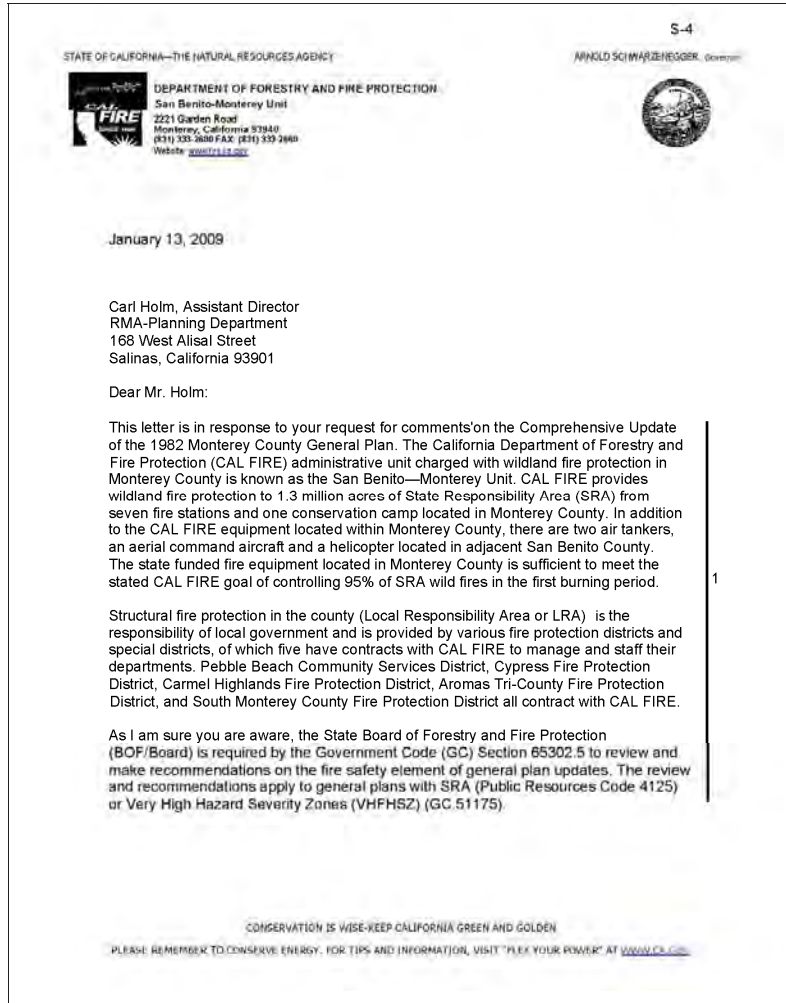 S-4
STATE OF CALIFORNIA—THE NATURAL RESOURCES AGENCY
ARNOLD SCHWARZENEGGER, Governor
CAL FIRE
DEPARTMENT OF FORESTRY AND FIRE PROTECTION
San Benito-Monterey Unit
2221 Garden Road
Monterey, California 93940
(831) 333-2600 FAX (831) 333-2660
Website:
January 13, 2009
Carl Holm, Assistant Director
RMA-Planning Department
168 West Alisal Street
Salinas, California 93901
Dear Mr. Holm:
This letter is in response to your request for comments'on the Comprehensive Update
of the 1982 Monterey County General Plan. The California Department of Forestry and
Fire Protection (CAL FIRE) administrative unit charged with wildland fire protection in
Monterey County is known as the San Benito—Monterey Unit. CAL FIRE provides
wildland fire protection to 1.3 million acres of State Responsibility Area (SRA) from
seven fire stations and one conservation camp located in Monterey County. In addition
to the CAL FIRE equipment located within Monterey County, there are two air tankers,
an aerial command aircraft and a helicopter located in adjacent San Benito County.
The state funded fire equipment located in Monterey County is sufficient to meet the
stated CAL FIRE goal of controlling 95% of SRA wild fires in the first burning period.
1
Structural fire protection in the county (Local Responsibility Area or LRA) is the
responsibility of local government and is provided by various fire protection districts and
special districts, of which five have contracts with CAL FIRE to manage and staff their
departments. Pebble Beach Community Services District, Cypress Fire Protection
District, Carmel Highlands Fire Protection District, Aromas Tri-County Fire Protection
District, and South Monterey County Fire Protection District all contract with CAL FIRE.
As I am sure you are aware, the State Board of Forestry and Fire Protection
(BOF/Board) is required by the Government Code (GC) Section 65302.5 to review and
make recommendations on the fire safety element of general plan updates. The review
and recommendations apply to general plans with SRA (Public Resources Code 4125)
or Very High Hazard Severity Zones (VHFHSZ) (GC 51175).
CONSERVATION IS WISE-KEEP CALIFORNIA GREEN AND GOLDEN
PLEASE REMEMBER TO CONSERVE ENERGY. FOR TIPS AND INFORMATION, VISIT "FLEX YOUR POWER" AT